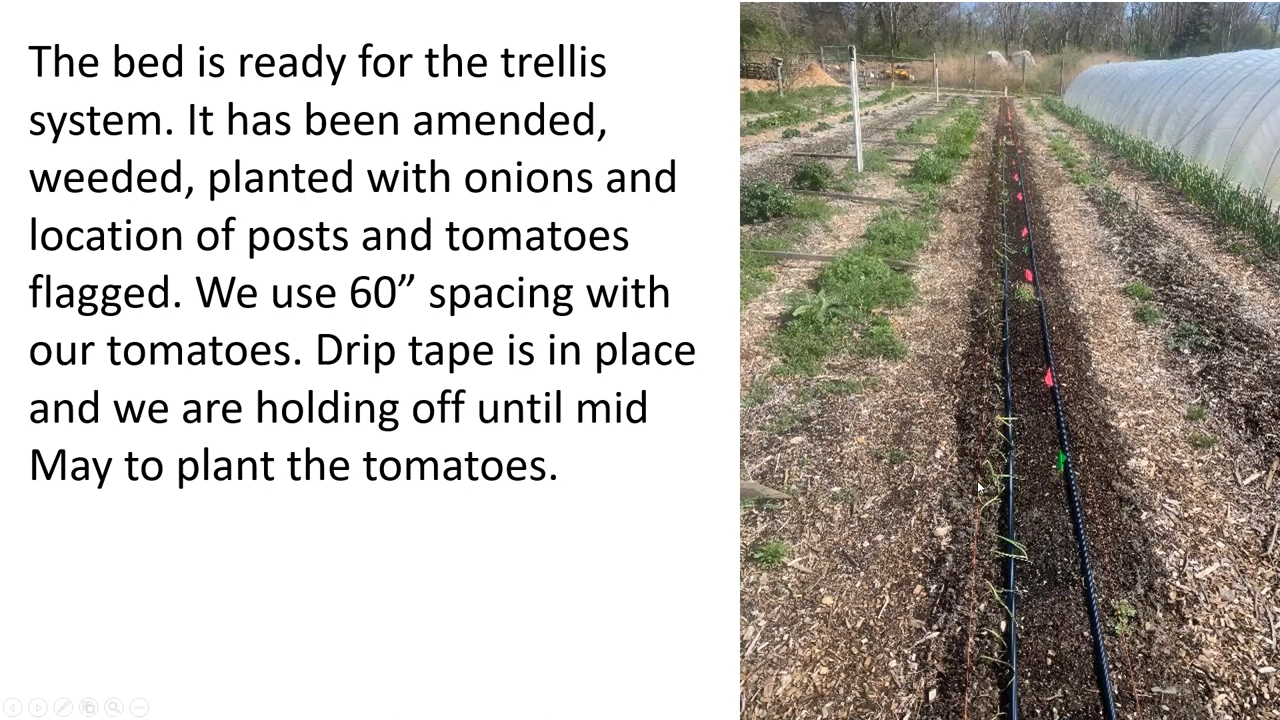 The bed is ready for the trellis
system. It has been amended,
weeded, planted with onions and
location of posts and tomatoes
flagged. We use 60” spacing with
our tomatoes. Drip tape is in place
and we are holding off until mid
May to plant the tomatoes.